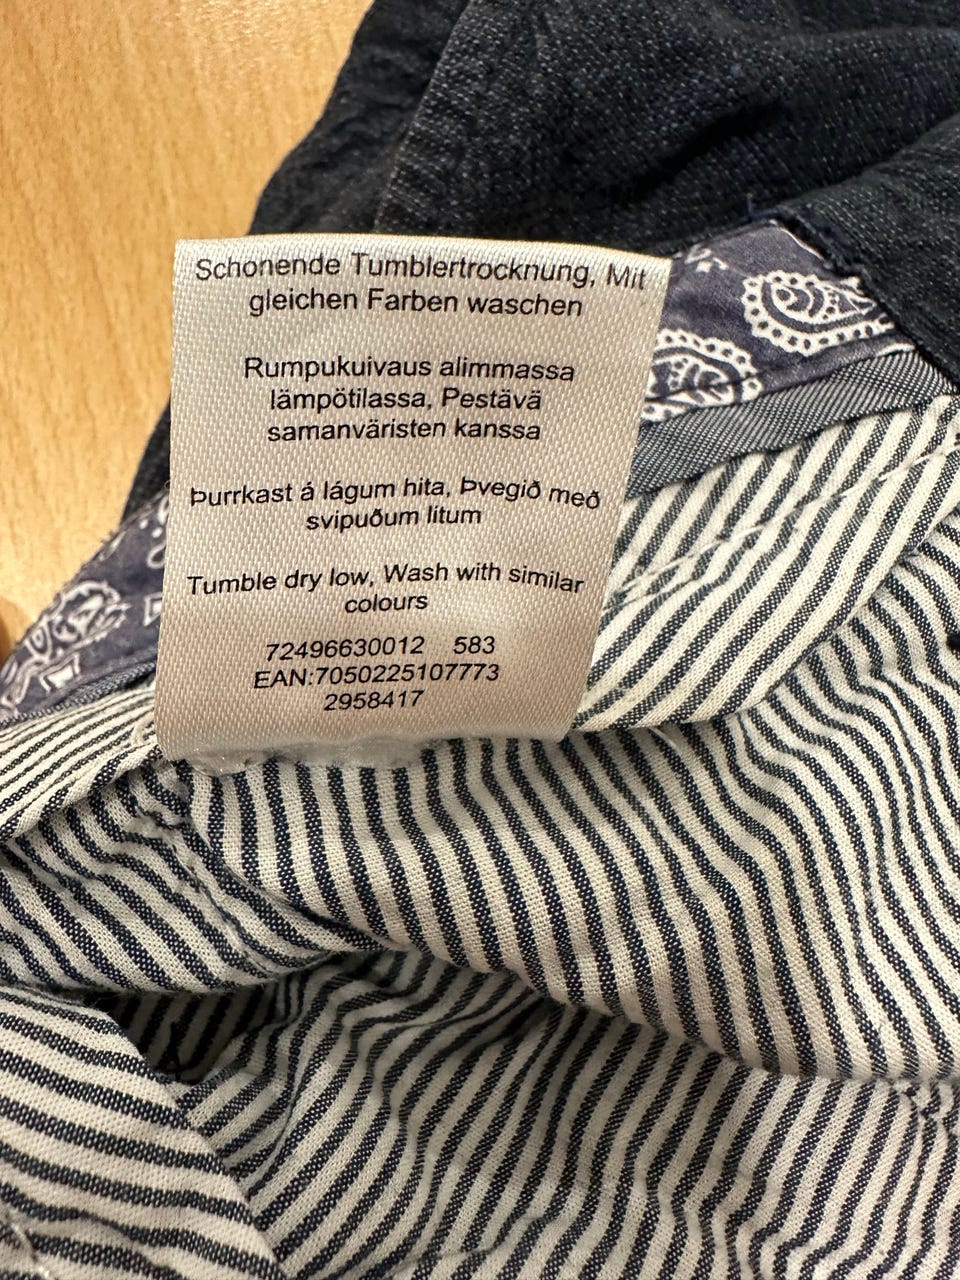 Schonende Tumblertrocknung, Mit
gleichen Farben waschen
Rumpukuivaus alimmassa
lämpötilassa, Pestävä
samanväristen kanssa
Þurrkast á lágum hita, Þvegið með
svipuðum litum
Tumble dry low, Wash with similar
colours
72496630012 583
EAN:7050225107773
2958417